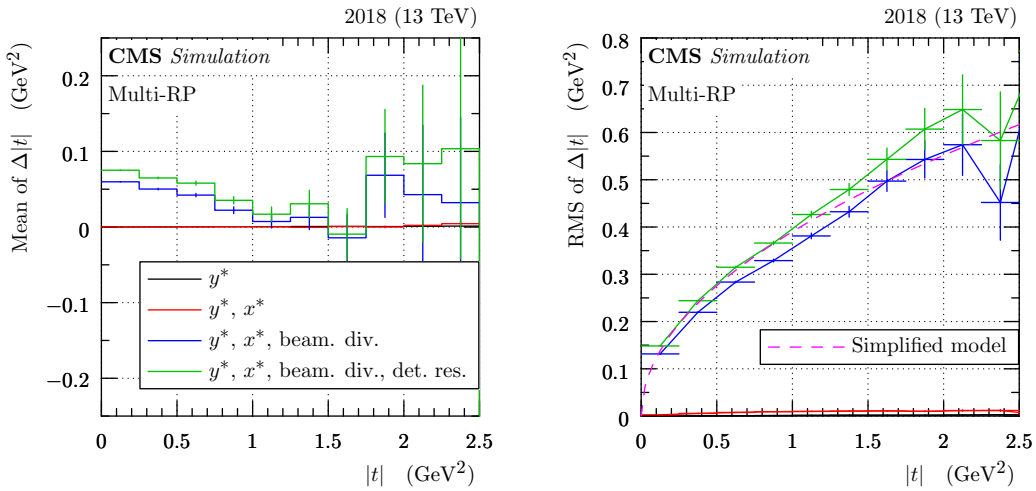 2018 (13 TeV)
CMS Simulation
Multi-RP
Mean of Δ|t| (GeV²)
0.2
0.1
0
−0.1
−0.2
y*
y*, x*
y*, x*, beam. div.
y*, x*, beam. div., det. res.
0 0.5 1 1.5 2 2.5
|t| (GeV²)
2018 (13 TeV)
CMS Simulation
Multi-RP
RMS of Δ|t| (GeV²)
0.8
0.7
0.6
0.5
0.4
0.3
0.2
0.1
0
Simplified model
0 0.5 1 1.5 2 2.5
|t| (GeV²)